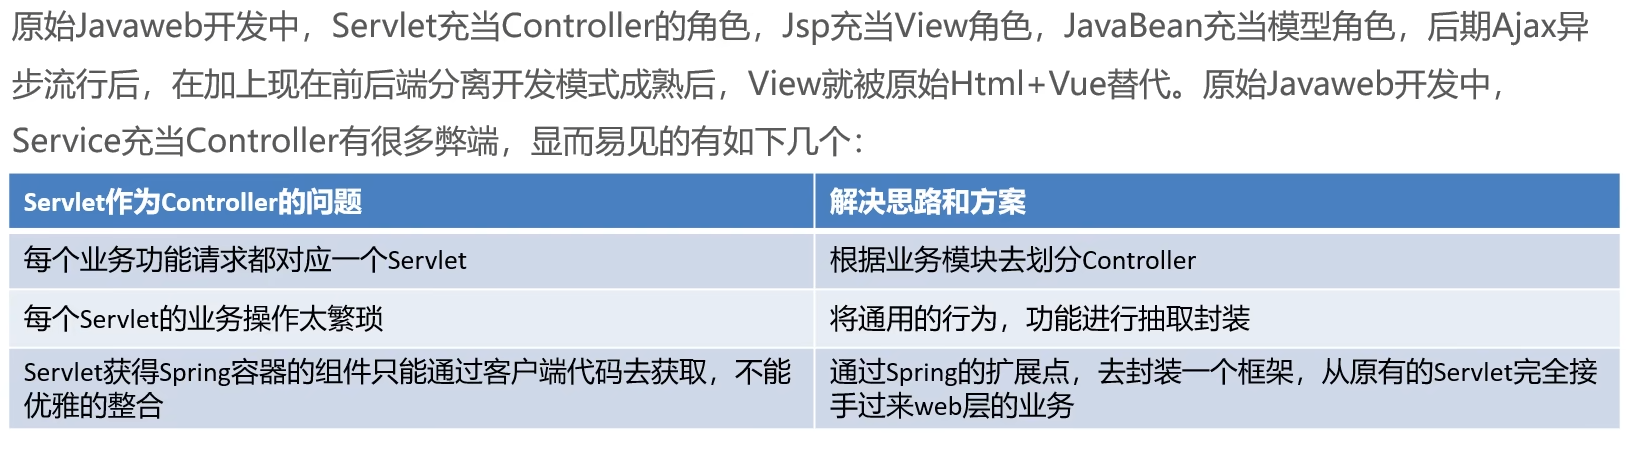 原始Javaweb开发中，Servlet充当Controller的角色，Jsp充当View角色，JavaBean充当模型角色，后期Ajax异
步流行后，在加上现在前后端分离开发模式成熟后，View就被原始Html+Vue替代。原始Javaweb开发中，
Service充当Controller有很多弊端，显而易见的有如下几个：
Servlet作为Controller的问题
解决思路和方案
每个业务功能请求都对应一个Servlet
根据业务模块去划分Controller
每个Servlet的业务操作太繁琐
将通用的行为，功能进行抽取封装
Servlet获得Spring容器的组件只能通过客户端代码去获取，不能
优雅的整合
通过Spring的扩展点，去封装一个框架，从原有的Servlet完全接
手过来web层的业务